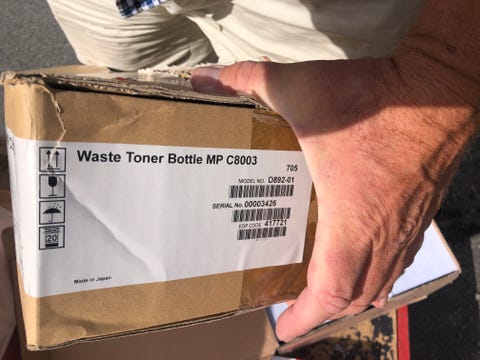 Waste Toner Bottle MP C8003
705
MODEL NO. D892-01
SERIAL No. 00003426
EDP CODE 417721
20
Made in Japan